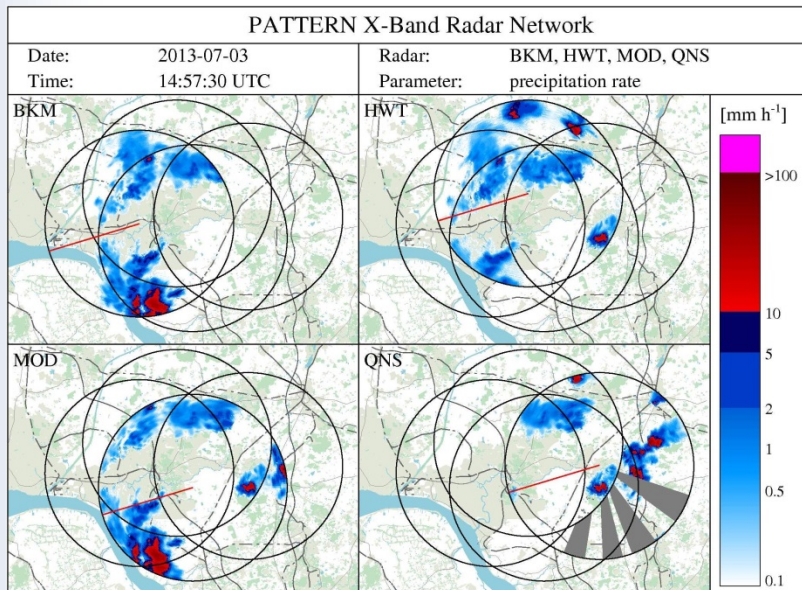 PATTERN X-Band Radar Network
Date: 2013-07-03 Radar: BKM, HWT, MOD, QNS
Time: 14:57:30 UTC Parameter: precipitation rate
BKM HWT [mm h⁻¹]
>100
10
5
MOD QNS
2
1
0.5
0.1